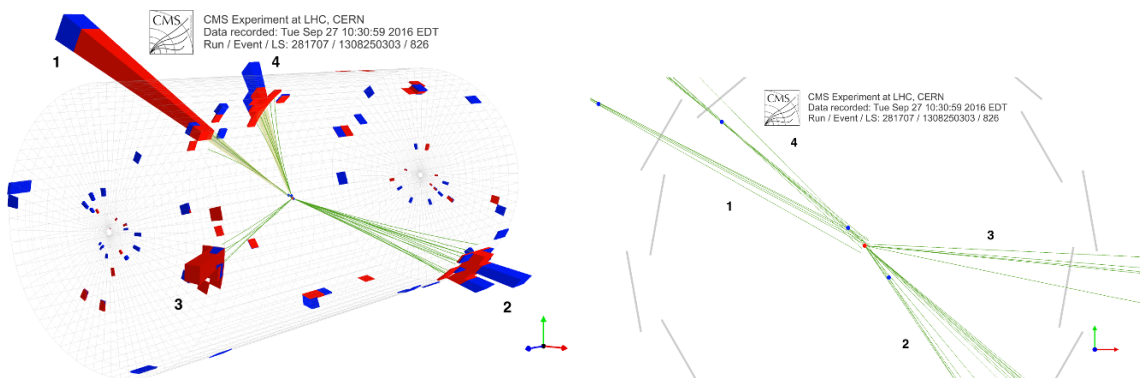 CMS
CMS Experiment at LHC, CERN
Data recorded: Tue Sep 27 10:30:59 2016 EDT
Run / Event / LS: 281707 / 1308250303 / 826
1
4
3
2
CMS
CMS Experiment at LHC, CERN
Data recorded: Tue Sep 27 10:30:59 2016 EDT
Run / Event / LS: 281707 / 1308250303 / 826
4
1
3
2